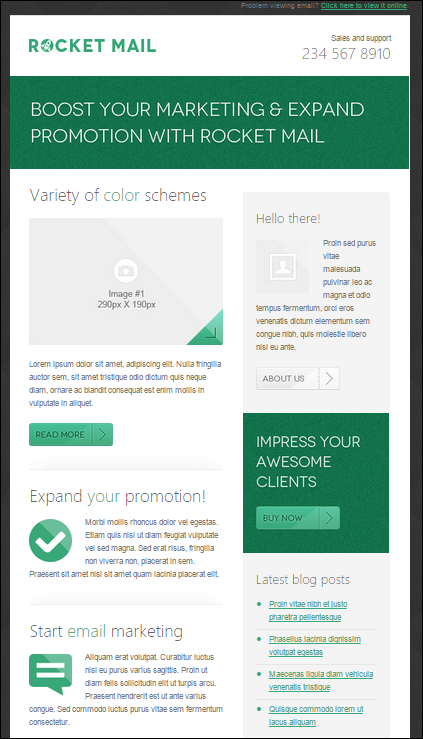 Problem viewing email? Click here to view it online.
ROCKET MAIL
Sales and support
234 567 8910
BOOST YOUR MARKETING & EXPAND
PROMOTION WITH ROCKET MAIL
Variety of color schemes
Image #1
290px X 190px
Lorem ipsum dolor sit amet, adipiscing elit. Nulla fringilla
auctor sem, sit amet tristique odio dictum quis neque
diam, ornare ac blandit consequat est enim mollis in
vulputate in aliquet.
READ MORE
Expand your promotion!
Morbi mollis rhoncus dolor vel egestas.
Etiam quis nisl ut diam feugiat vulputate
vel sed magna. Sed erat risus, fringilla
non viverra non, placerat in sem.
Praesent sit amet nisl sit amet quam lacinia placerat elit.
Start email marketing
Aliquam erat volutpat. Curabitur luctus
nisl eu purus varius sagittis. Proin ut
diam felis sollicitudin elit ut turpis arcu.
Praesent hendrerit est ut ante varius
congue. Sed commodo luctus purus vitae sem fermentum
consectetur.
Hello there!
Proin sed purus
vitae
malesuada
pulvinar leo ac
magna et odio
tempus fermentum, orci eros
venenatis dictum elementum sem
congue nibh, quis molestie libero
nisl eu ante.
ABOUT US
IMPRESS YOUR
AWESOME
CLIENTS
BUY NOW
Latest blog posts
Proin vitae nibh et justo
pharetra pellentesque
Phasellus lacinia dignissim
volutpat egestas
Maecenas ligula diam vehicula
venenatis tristique
Quisque commodo lorem ut
lacus aliquam